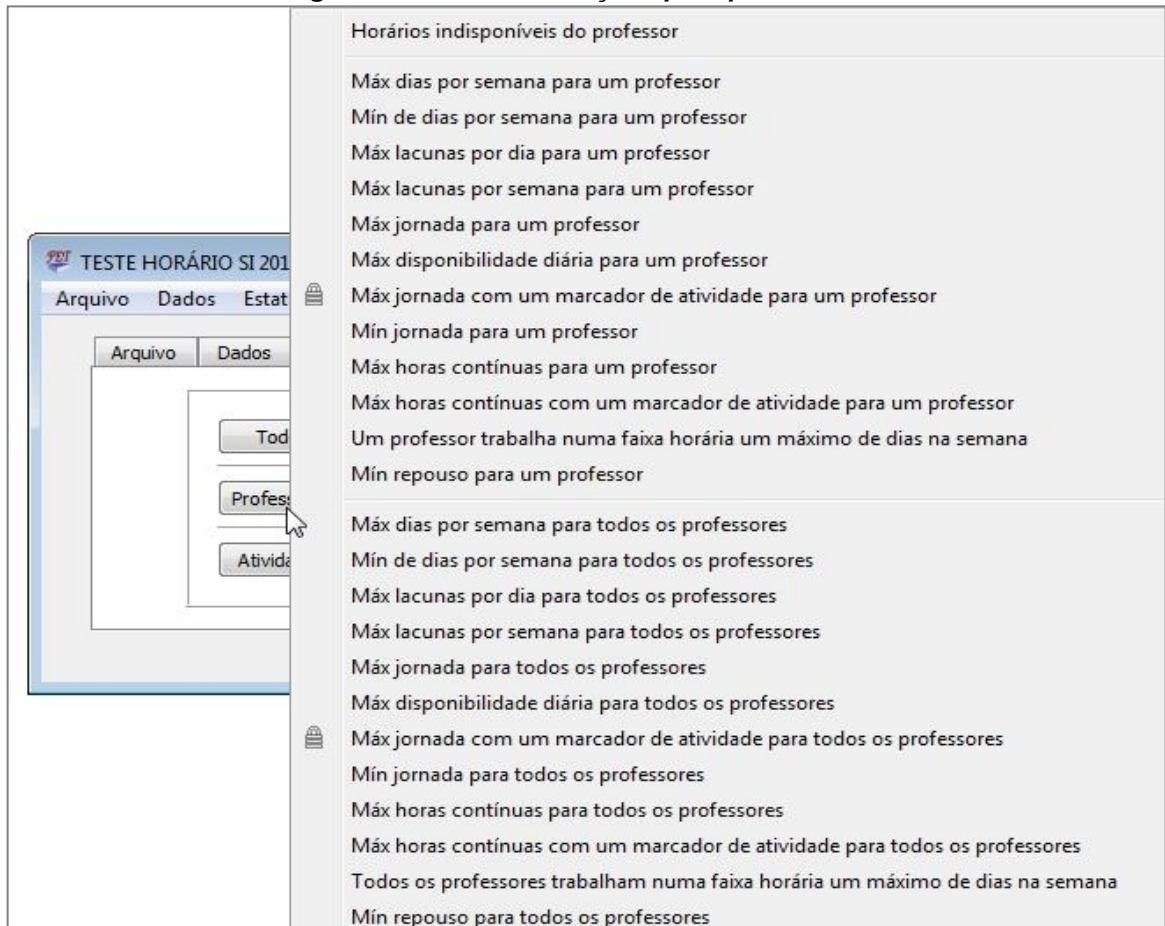 Horários indisponíveis do professor
Máx dias por semana para um professor
Mín de dias por semana para um professor
Máx lacunas por dia para um professor
Máx lacunas por semana para um professor
Máx jornada para um professor
Máx disponibilidade diária para um professor
Máx jornada com um marcador de atividade para um professor
Mín jornada para um professor
Máx horas contínuas para um professor
Máx horas contínuas com um marcador de atividade para um professor
Um professor trabalha numa faixa horária um máximo de dias na semana
Mín repouso para um professor
Máx dias por semana para todos os professores
Mín de dias por semana para todos os professores
Máx lacunas por dia para todos os professores
Máx lacunas por semana para todos os professores
Máx jornada para todos os professores
Máx disponibilidade diária para todos os professores
Máx jornada com um marcador de atividade para todos os professores
Mín jornada para todos os professores
Máx horas contínuas para todos os professores
Máx horas contínuas com um marcador de atividade para todos os professores
Todos os professores trabalham numa faixa horária um máximo de dias na semana
Mín repouso para todos os professores
TESTE HORÁRIO SI 201
Arquivo Dados Estat
Arquivo Dados
Tod
Profess
Ativida